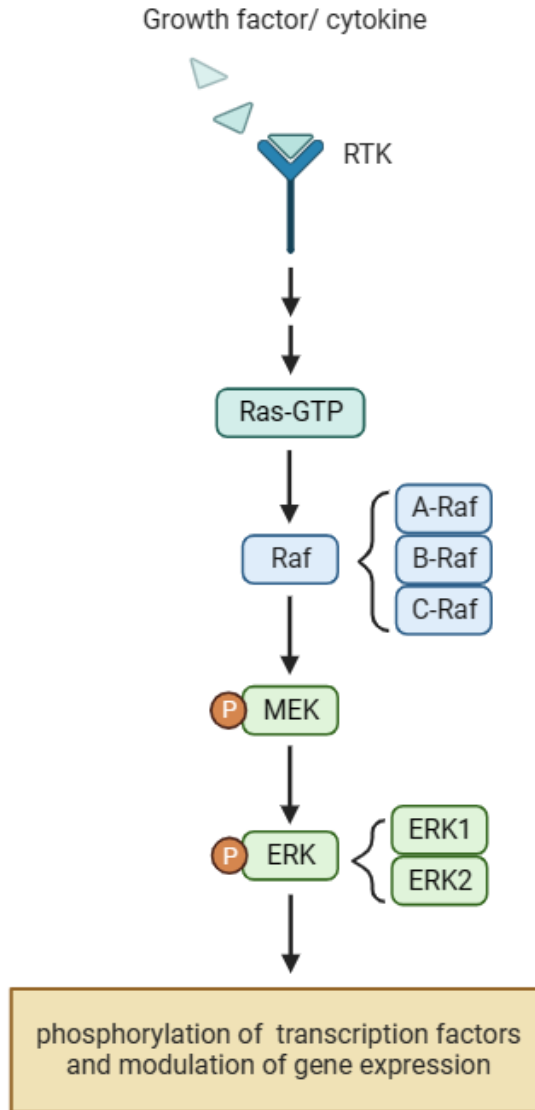 Growth factor/ cytokine
RTK
Ras-GTP
Raf
A-Raf
B-Raf
C-Raf
P
MEK
P
ERK
ERK1
ERK2
phosphorylation of transcription factors
and modulation of gene expression